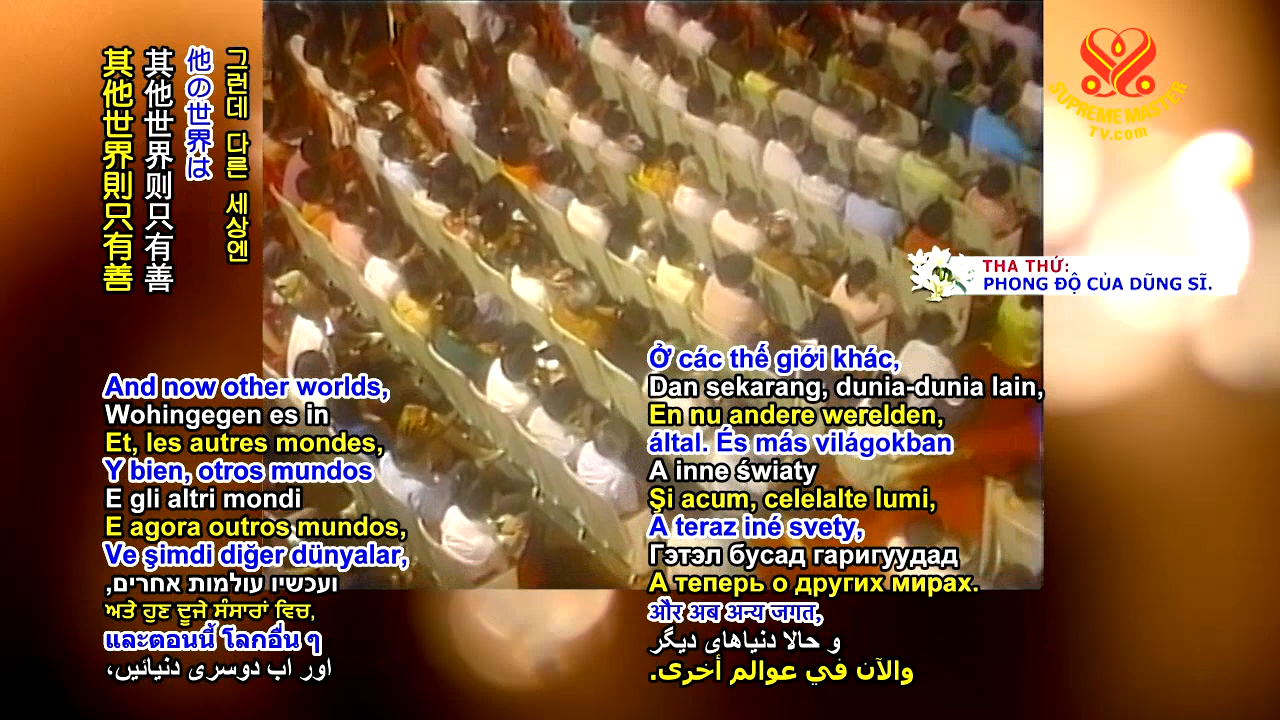 그런데 다른 세상엔
他の世界は
其他世界则只有善
其他世界則只有善
SUPREME MASTER
TV.com
THA THỨ:
PHONG ĐỘ CỦA DŨNG SĨ.
And now other worlds,
Wohingegen es in
Et, les autres mondes,
Y bien, otros mundos
E gli altri mondi
E agora outros mundos,
Ve şimdi diğer dünyalar,
ועכשיו עולמות אחרים,
ਅਤੇ ਹੁਣ ਦੂਜੇ ਸੰਸਾਰਾਂ ਵਿਚ,
และตอนนี้ โลกอื่น ๆ
اور اب دوسری دنیائیں،
Ở các thế giới khác,
Dan sekarang, dunia-dunia lain,
En nu andere werelden,
által. És más világokban
A inne światy
Şi acum, celelalte lumi,
A teraz iné svety,
Гэтэл бусад гаригуудад
А теперь о других мирах.
और अब अन्य जगत,
و حالا دنیاهای دیگر
والآن في عوالم أخرى.